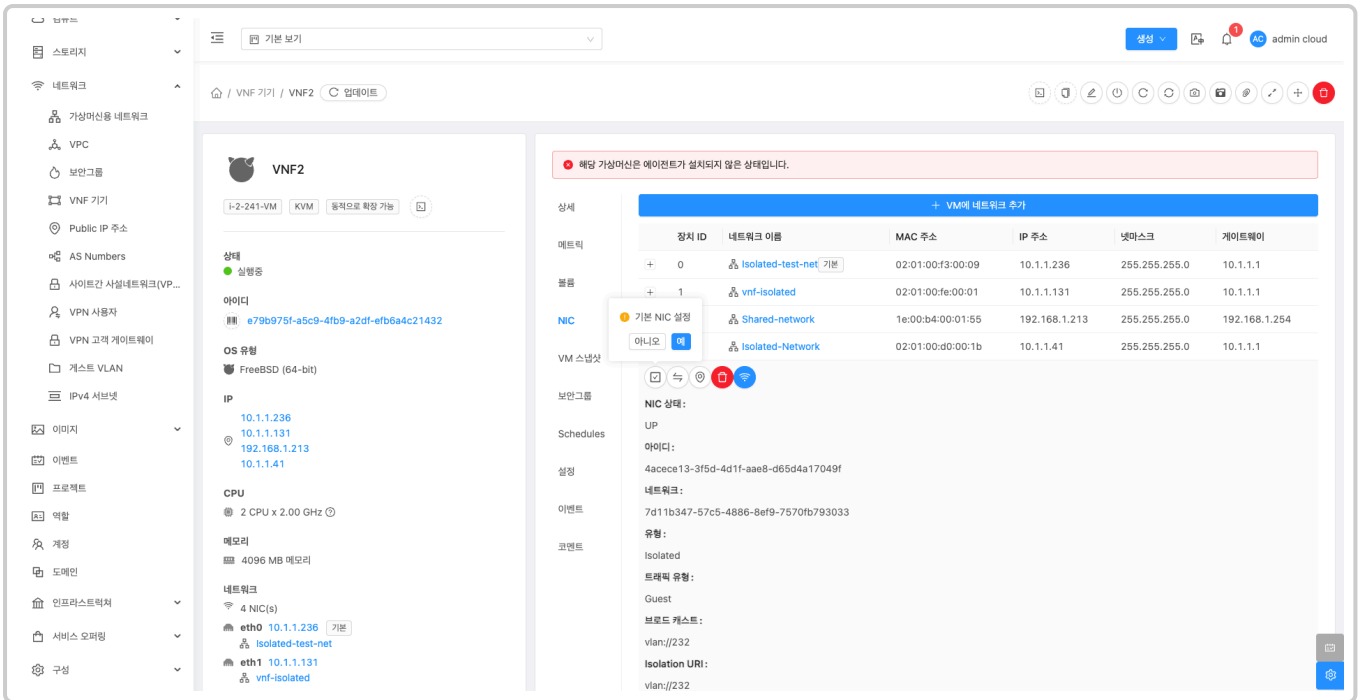 컴퓨트
스토리지
네트워크
가상머신용 네트워크
VPC
보안그룹
VNF 기기
Public IP 주소
AS Numbers
사이트간 사설네트워크(VP...
VPN 사용자
VPN 고객 게이트웨이
게스트 VLAN
IPv4 서브넷
이미지
이벤트
프로젝트
역할
계정
도메인
인프라스트럭쳐
서비스 오퍼링
구성
기본 보기
생성
1
AC admin cloud
/ VNF 기기 / VNF2 업데이트
VNF2
i-2-241-VM KVM 동적으로 확장 가능
상태
실행중
아이디
e79b975f-a5c9-4fb9-a2df-efb6a4c21432
OS 유형
FreeBSD (64-bit)
IP
10.1.1.236
10.1.1.131
192.168.1.213
10.1.1.41
CPU
2 CPU x 2.00 GHz
메모리
4096 MB 메모리
네트워크
4 NIC(s)
eth0 10.1.1.236 기본
Isolated-test-net
eth1 10.1.1.131
vnf-isolated
해당 가상머신은 에이전트가 설치되지 않은 상태입니다.
상세
메트릭
볼륨
NIC
VM 스냅샷
보안그룹
Schedules
설정
이벤트
코멘트
+ VM에 네트워크 추가
장치 ID 네트워크 이름 MAC 주소 IP 주소 넷마스크 게이트웨이
+ 0 Isolated-test-net 기본 02:01:00:f3:00:09 10.1.1.236 255.255.255.0 10.1.1.1
+ 1 vnf-isolated 02:01:00:fe:00:01 10.1.1.131 255.255.255.0 10.1.1.1
Shared-network 1e:00:b4:00:01:55 192.168.1.213 255.255.255.0 192.168.1.254
Isolated-Network 02:01:00:d0:00:1b 10.1.1.41 255.255.255.0 10.1.1.1
기본 NIC 설정
아니오 예
NIC 상태:
UP
아이디:
4acece13-3f5d-4d1f-aae8-d65d4a17049f
네트워크:
7d11b347-57c5-4886-8ef9-7570fb793033
유형:
Isolated
트래픽 유형:
Guest
브로드 캐스트:
vlan://232
Isolation URI:
vlan://232